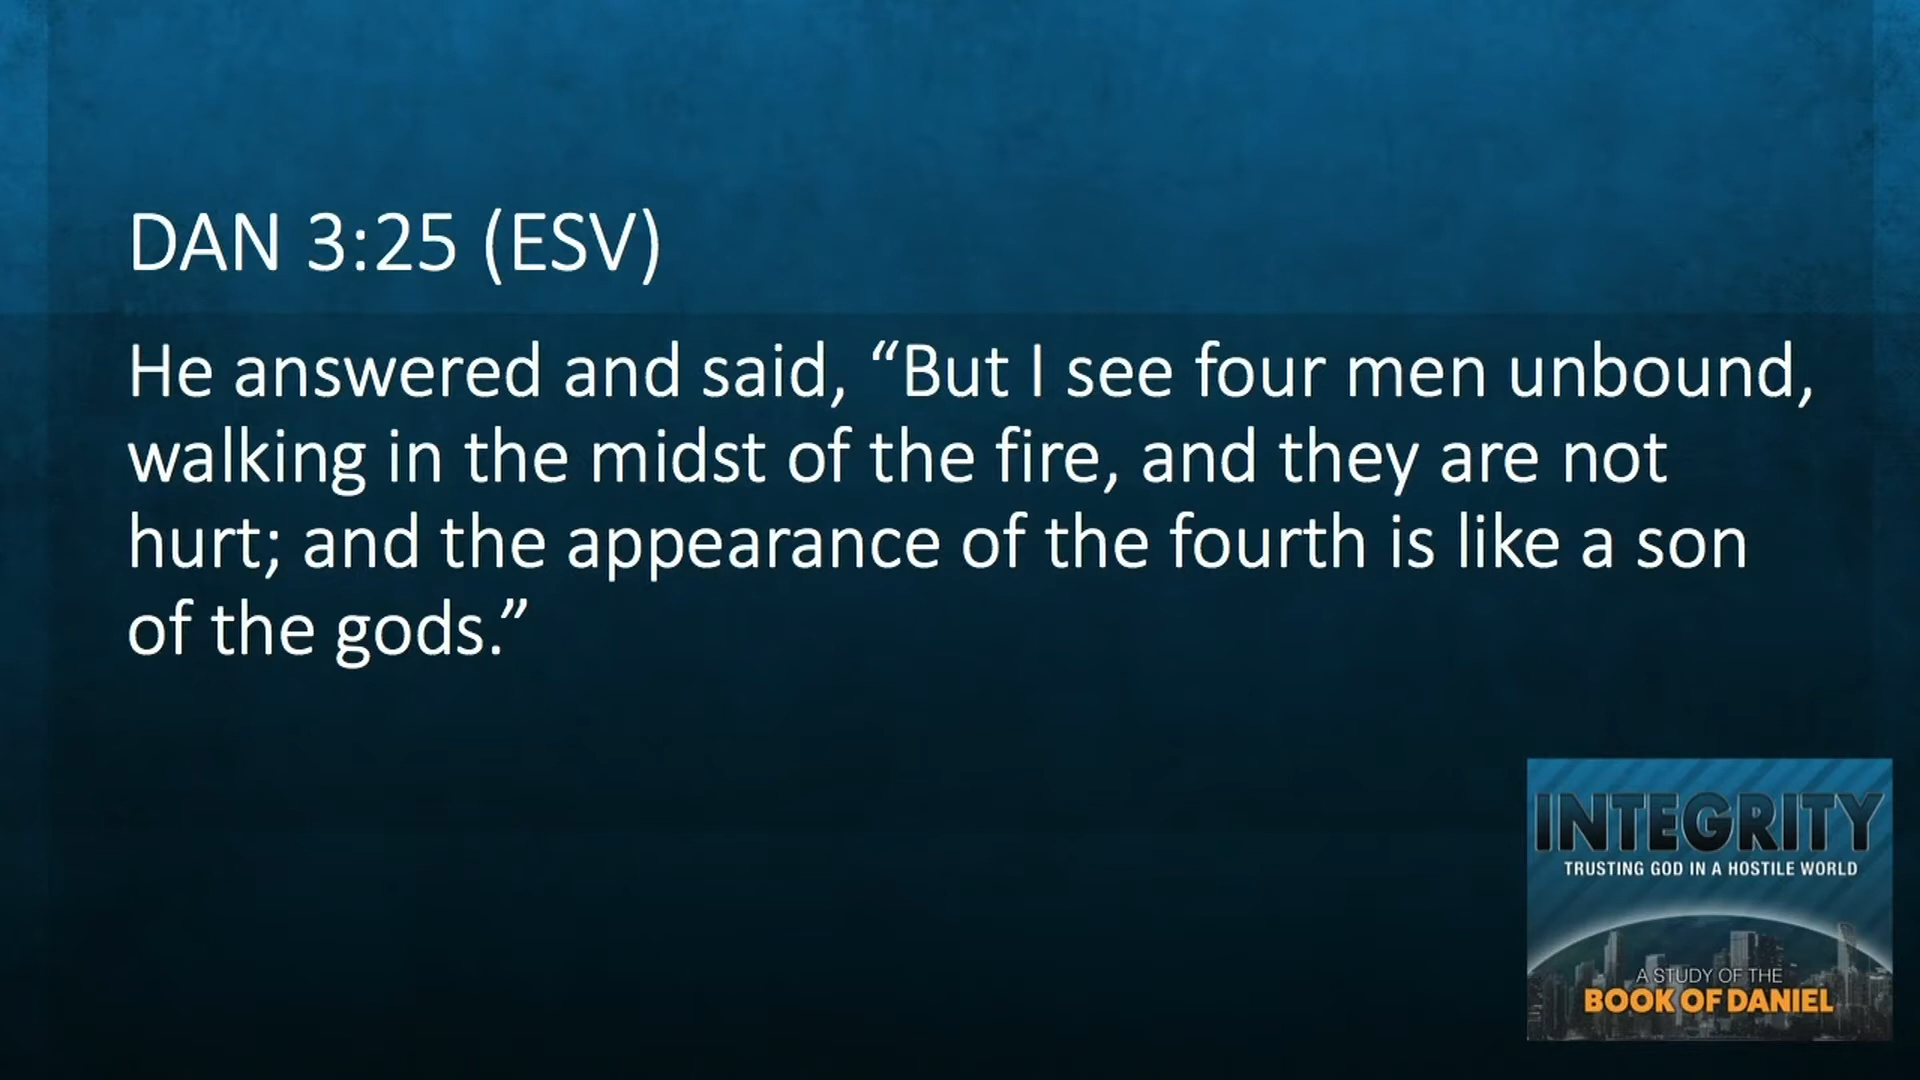 DAN 3:25 (ESV)
He answered and said, “But I see four men unbound,
walking in the midst of the fire, and they are not
hurt; and the appearance of the fourth is like a son
of the gods.”
INTEGRITY
TRUSTING GOD IN A HOSTILE WORLD
A STUDY OF THE
BOOK OF DANIEL